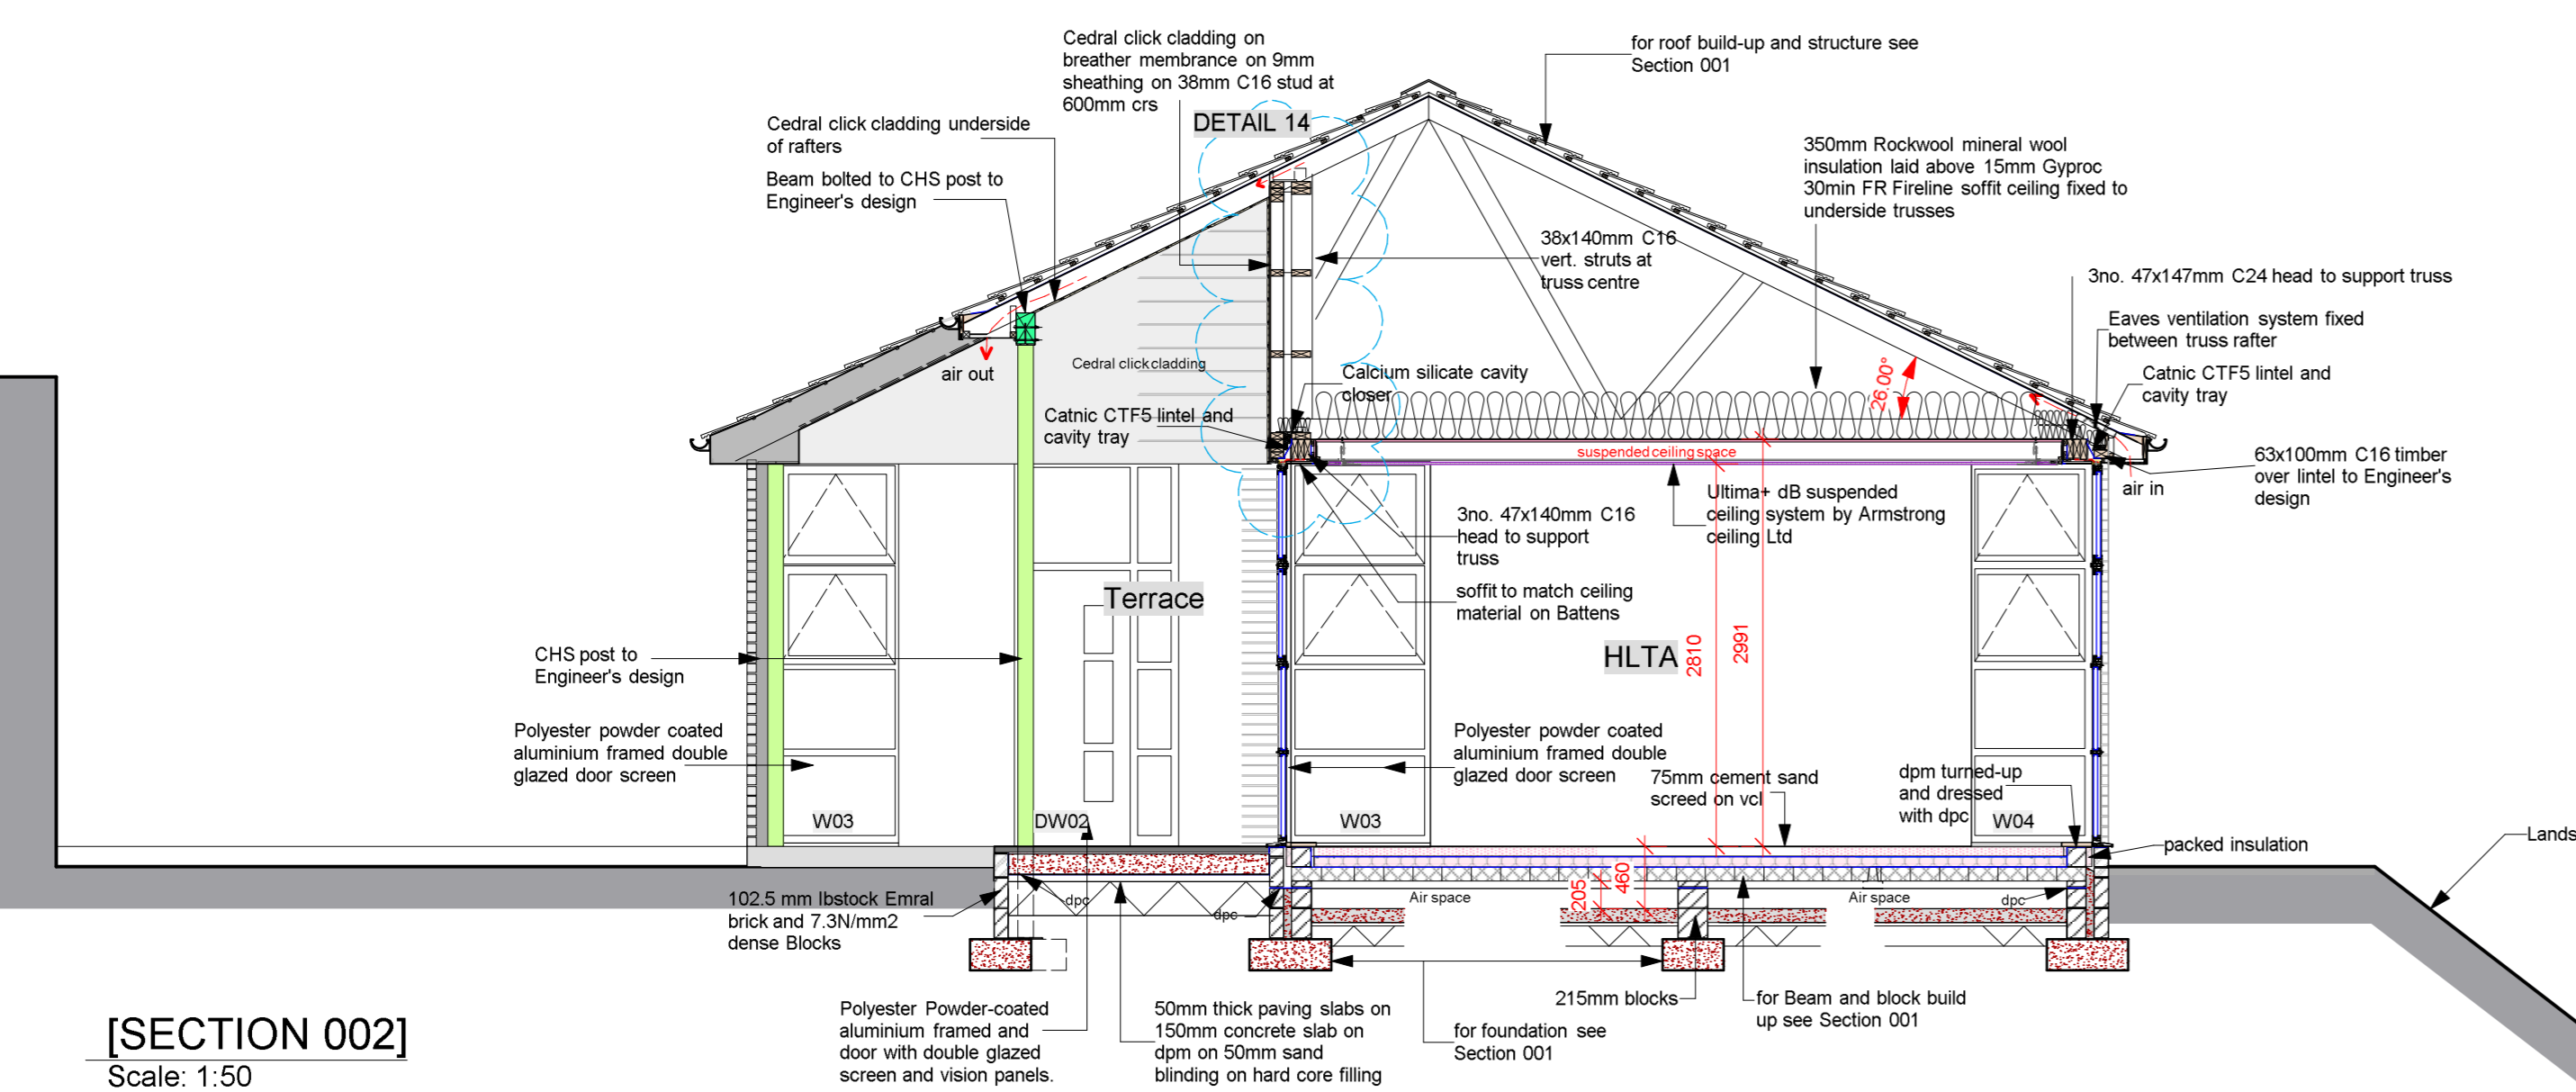 Cedral click cladding on
breather membrance on 9mm
sheathing on 38mm C16 stud at
600mm crs
for roof build-up and structure see
Section 001
DETAIL 14
Cedral click cladding underside
of rafters
Beam bolted to CHS post to
Engineer's design
350mm Rockwool mineral wool
insulation laid above 15mm Gyproc
30min FR Fireline soffit ceiling fixed to
underside trusses
38x140mm C16
vert. struts at
truss centre
3no. 47x147mm C24 head to support truss
Eaves ventilation system fixed
between truss rafter
Catnic CTF5 lintel and
cavity tray
26.00°
air out
Cedral click cladding
Calcium silicate cavity
closer
Catnic CTF5 lintel and
cavity tray
suspended ceiling space
63x100mm C16 timber
over lintel to Engineer's
design
air in
Ultima+ dB suspended
ceiling system by Armstrong
ceiling Ltd
3no. 47x140mm C16
head to support
truss
soffit to match ceiling
material on Battens
Terrace
HLTA
2810
2991
CHS post to
Engineer's design
Polyester powder coated
aluminium framed double
glazed door screen
Polyester powder coated
aluminium framed double
glazed door screen
75mm cement sand
screed on vcl
dpm turned-up
and dressed
with dpc
W03
DW02
W03
W04
Lands
packed insulation
102.5 mm Ibstock Emral
brick and 7.3N/mm2
dense Blocks
dpc
dpc
Air space
205
460
Air space
dpc
Polyester Powder-coated
aluminium framed and
door with double glazed
screen and vision panels.
50mm thick paving slabs on
150mm concrete slab on
dpm on 50mm sand
blinding on hard core filling
for foundation see
Section 001
215mm blocks
for Beam and block build
up see Section 001
[SECTION 002]
Scale: 1:50